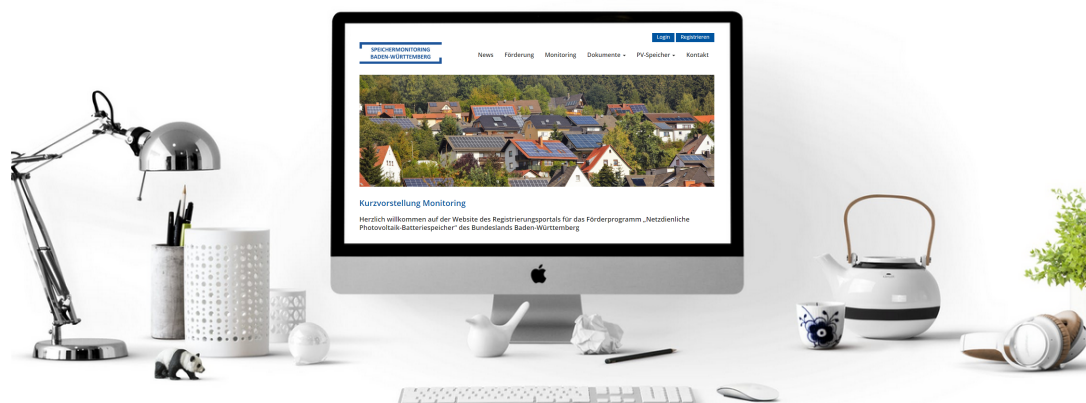 Login Registrieren
SPEICHERMONITORING
BADEN-WÜRTTEMBERG
News Förderung Monitoring Dokumente PV-Speicher Kontakt
Kurzvorstellung Monitoring
Herzlich willkommen auf der Website des Registrierungsportals für das Förderprogramm „Netzdienliche
Photovoltaik-Batteriespeicher“ des Bundeslands Baden-Württemberg